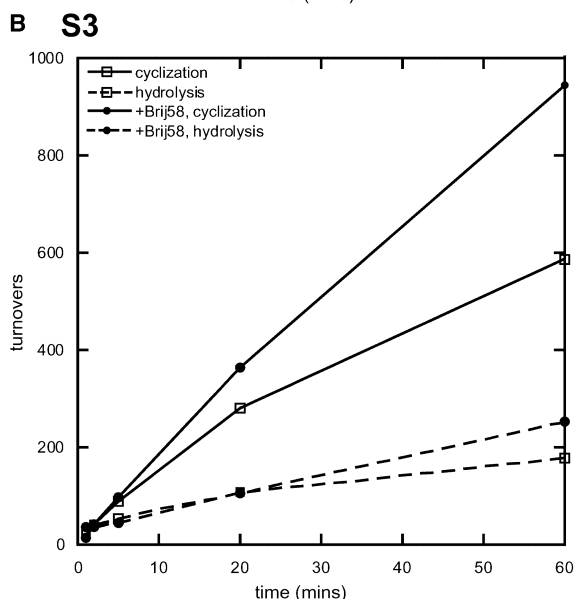 B S3
1000
cyclization
hydrolysis
+Brij58, cyclization
+Brij58, hydrolysis
800
600
400
200
0
turnovers
0 10 20 30 40 50 60
time (mins)